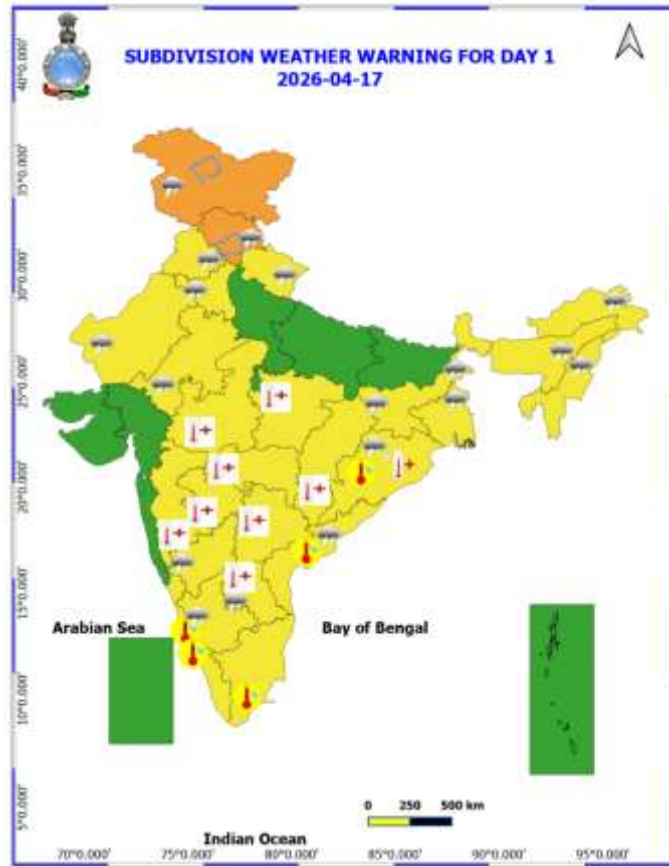 SUBDIVISION WEATHER WARNING FOR DAY 1
2026-04-17
40°0.000'
35°0.000'
30°0.000'
25°0.000'
20°0.000'
15°0.000'
10°0.000'
5°0.000'
Arabian Sea
Bay of Bengal
0 250 500 km
Indian Ocean
70°0.000' 75°0.000' 80°0.000' 85°0.000' 90°0.000' 95°0.000'